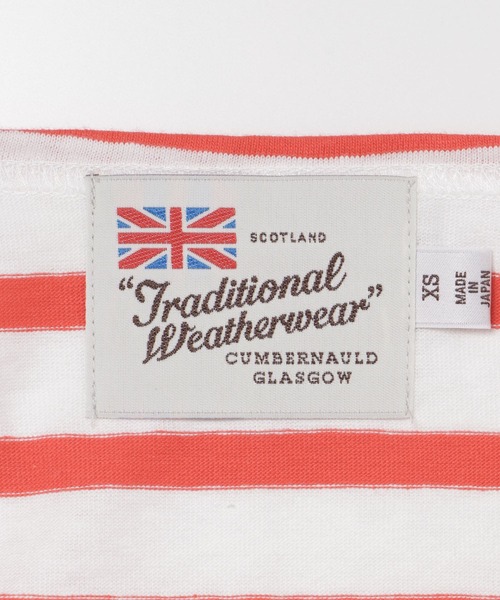 SCOTLAND
"Traditional
Weatherwear"
CUMBERNAULD
GLASGOW
XS
MADE
IN
JAPAN